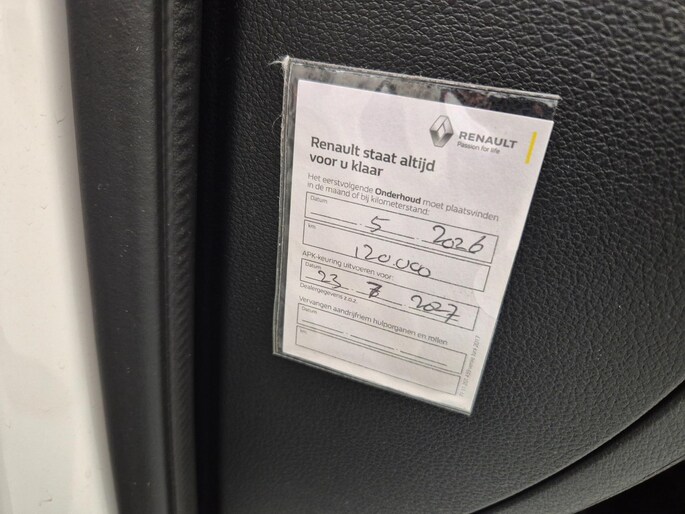 RENAULT
Passion for life
Renault staat altijd
voor u klaar
Het eerstvolgende Onderhoud moet plaatsvinden
in de maand of bij kilometerstand:
Datum
5 2026
km
120.000
APK-keuring uitvoeren voor:
Datum
23 7 2027
Dealergegevens z.o.z.
Vervangen aandrijfriem hulporganen en rollen
Datum
km